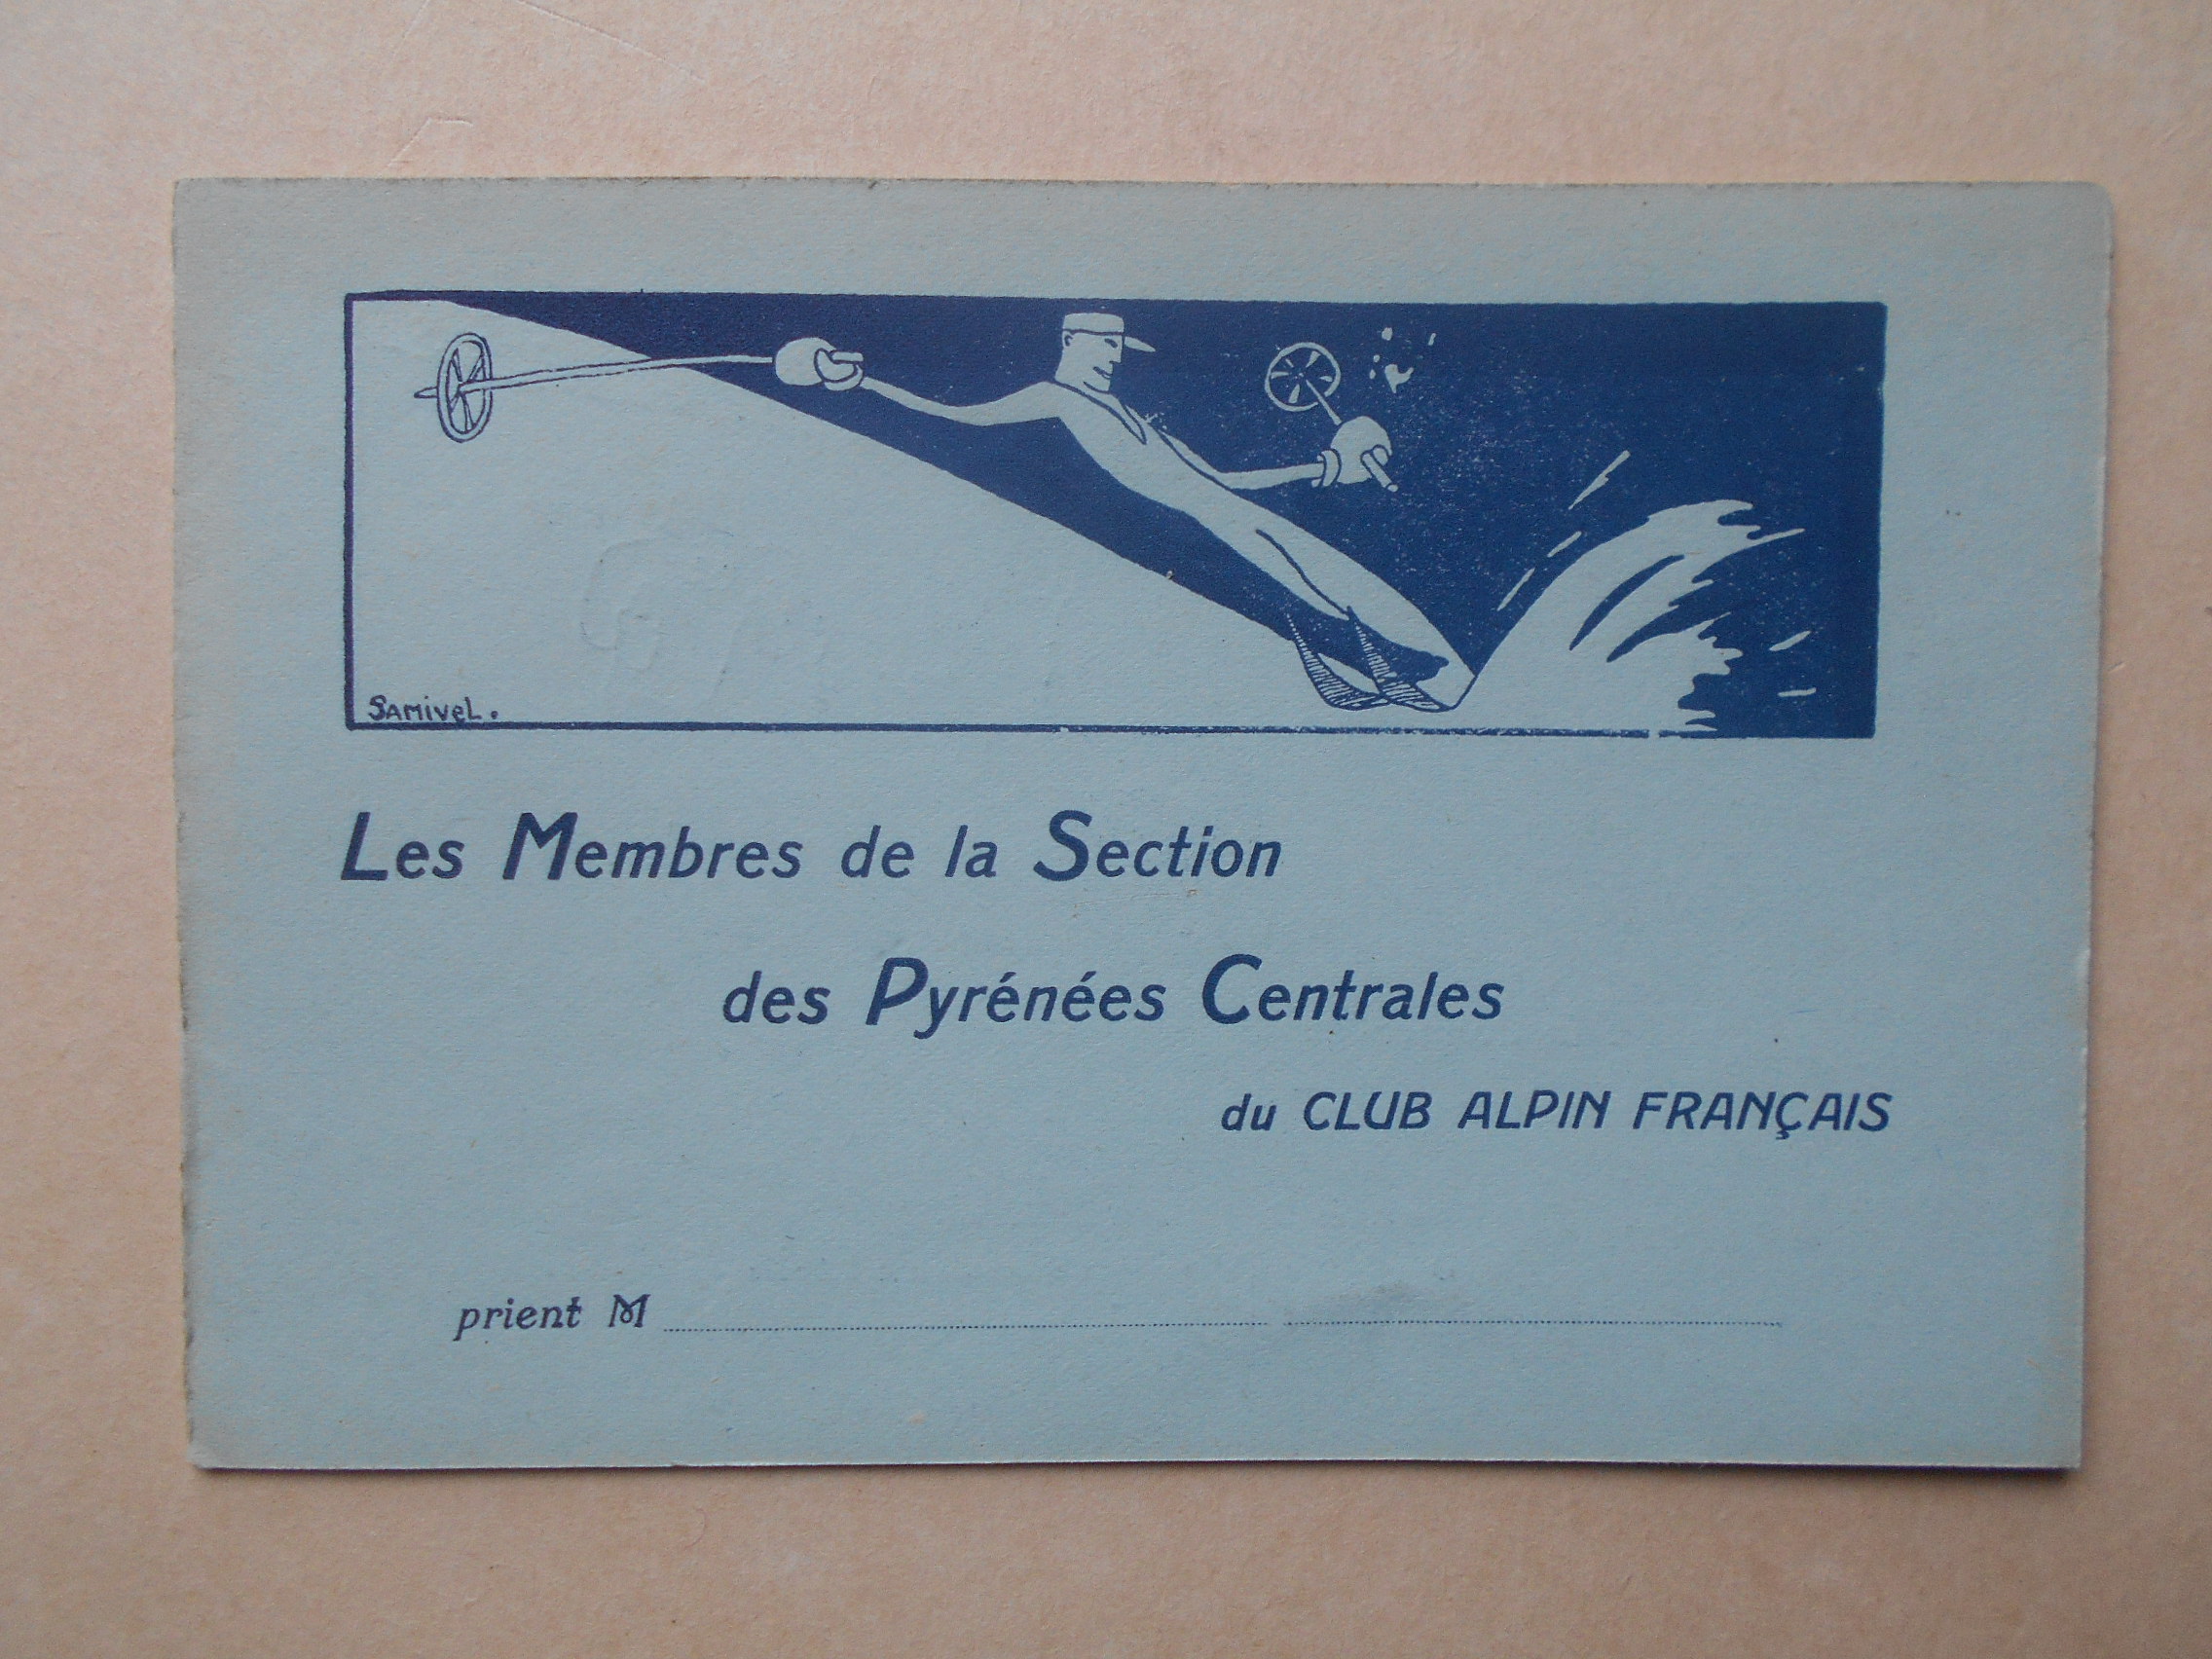 SAMIVEL.
Les Membres de la Section
des Pyrénées Centrales
du CLUB ALPIN FRANÇAIS
prient M